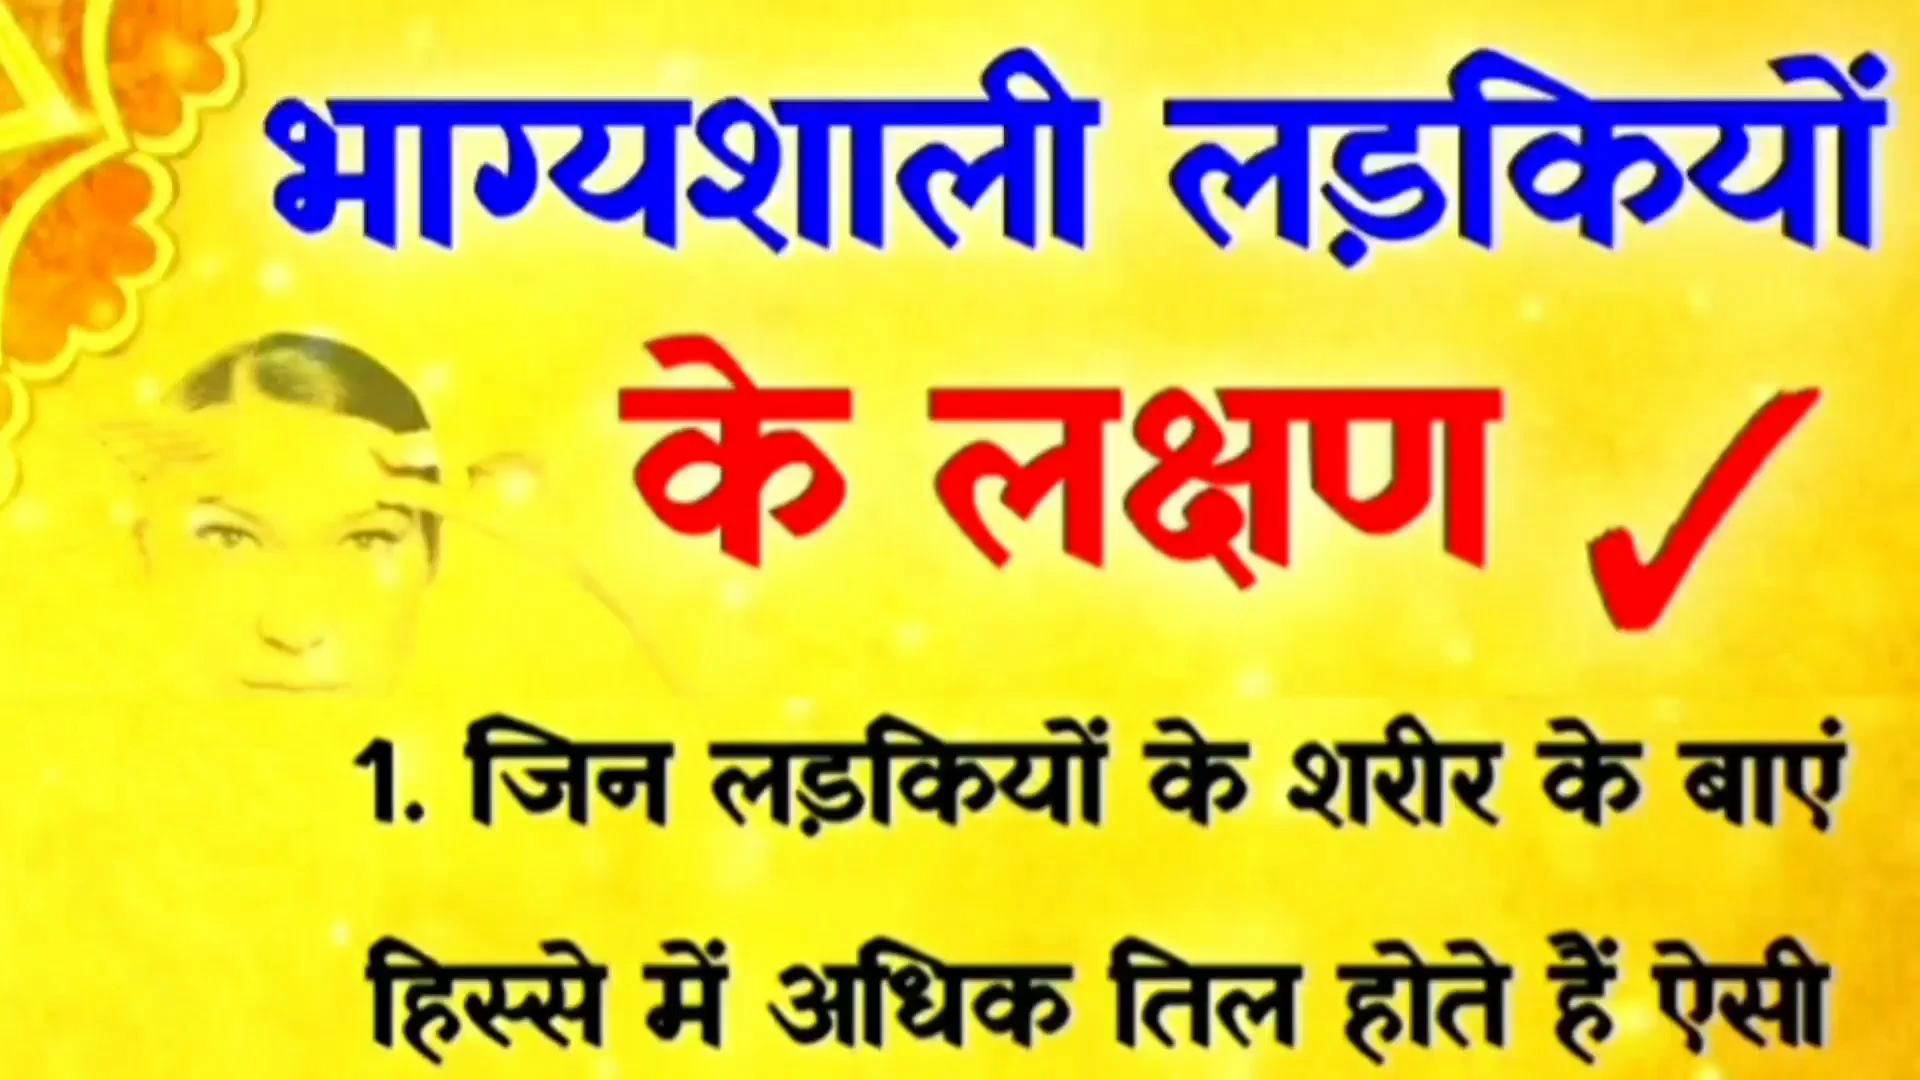 भाग्यशाली लड़कियों
के लक्षण ✓
1. जिन लड़कियों के शरीर के बाएं
हिस्से में अधिक तिल होते हैं ऐसी